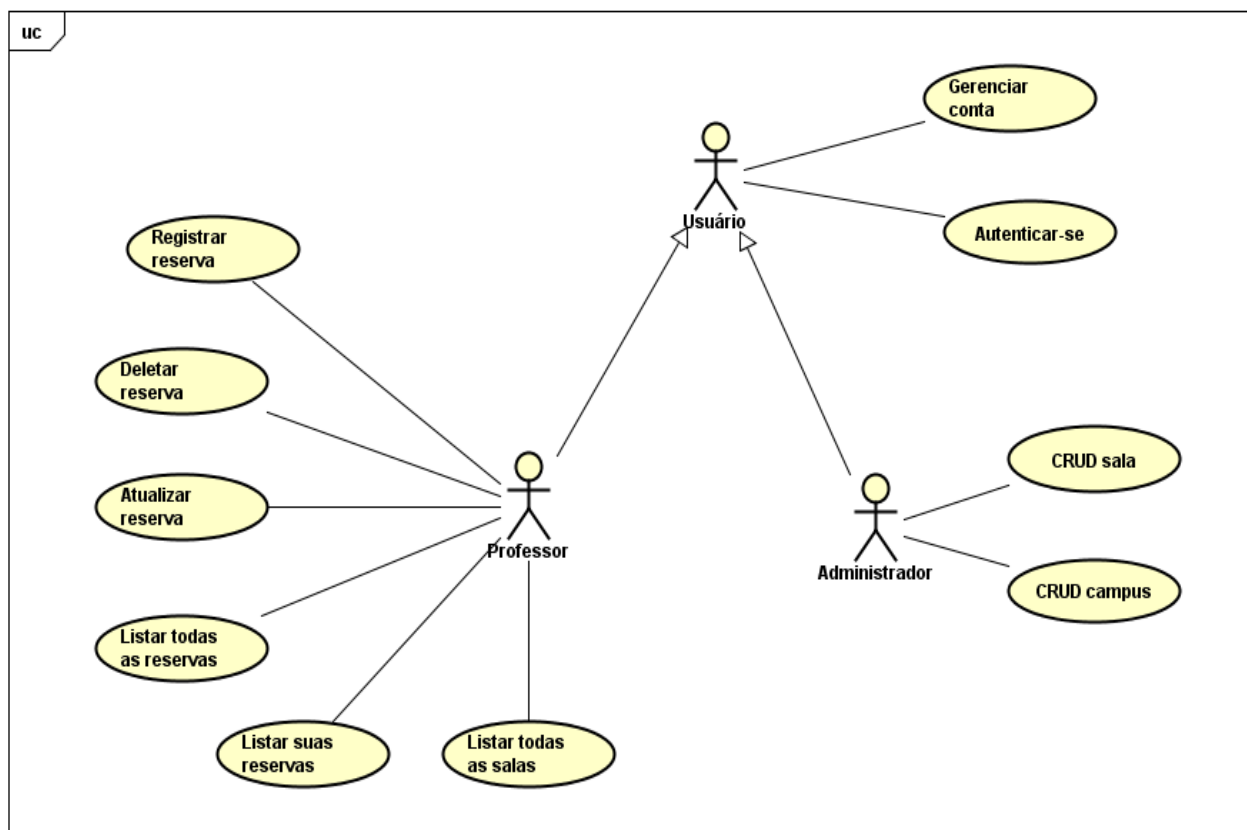 uc
Gerenciar
conta
Usuário
Autenticar-se
Registrar
reserva
Deletar
reserva
Atualizar
reserva
Professor
Listar todas
as reservas
Listar suas
reservas
Listar todas
as salas
CRUD sala
Administrador
CRUD campus